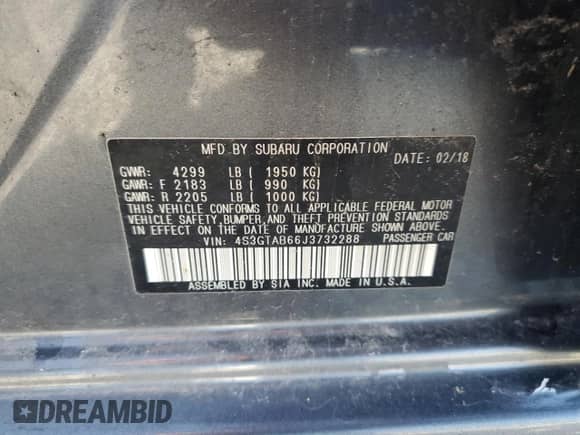 MFD BY SUBARU CORPORATION
DATE: 02/18
GVWR: 4299 LB ( 1950 KG)
GAWR: F 2183 LB ( 990 KG)
GAWR: R 2205 LB ( 1000 KG)
THIS VEHICLE CONFORMS TO ALL APPLICABLE FEDERAL MOTOR
VEHICLE SAFETY,BUMPER,AND THEFT PREVENTION STANDARDS
IN EFFECT ON THE DATE OF MANUFACTURE SHOWN ABOVE.
VIN: 4S3GTAB66J3732288 PASSENGER CAR
ASSEMBLED BY SIA INC. MADE IN U.S.A.
DREAMBID